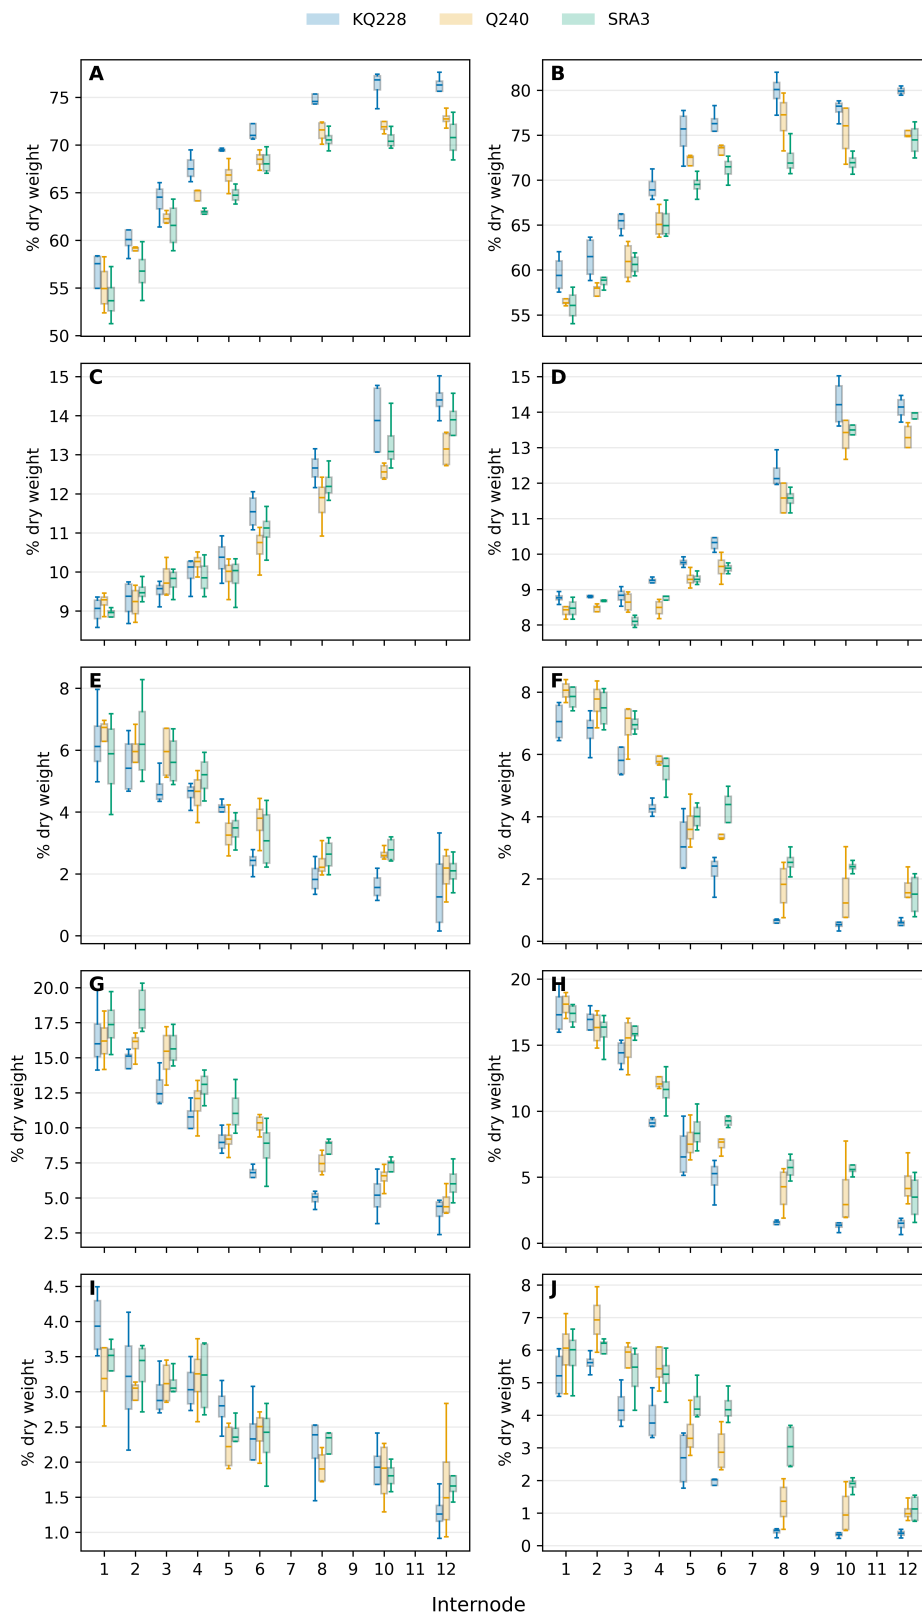 KQ228 Q240 SRA3
A
% dry weight
75
70
65
60
55
50
B
% dry weight
80
75
70
65
60
55
C
% dry weight
15
14
13
12
11
10
9
D
% dry weight
15
14
13
12
11
10
9
8
E
% dry weight
8
6
4
2
0
F
% dry weight
8
6
4
2
0
G
% dry weight
20.0
17.5
15.0
12.5
10.0
7.5
5.0
2.5
H
% dry weight
20
15
10
5
0
I
% dry weight
4.5
4.0
3.5
3.0
2.5
2.0
1.5
1.0
1 2 3 4 5 6 7 8 9 10 11 12
J
% dry weight
8
7
6
5
4
3
2
1
0
1 2 3 4 5 6 7 8 9 10 11 12
Internode